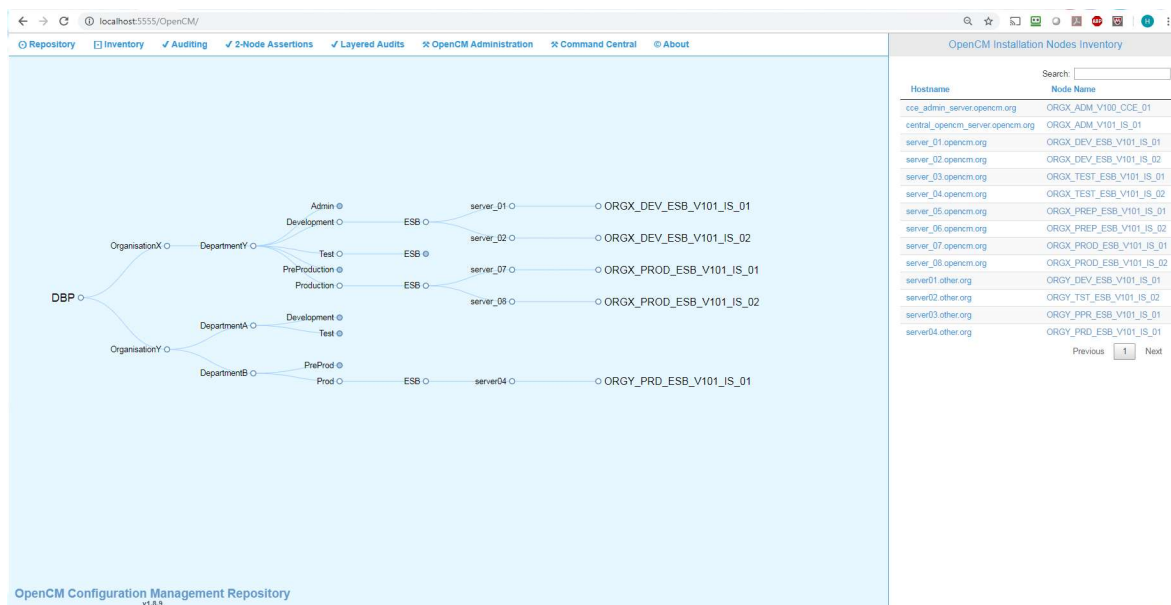 localhost:5555/OpenCM/
Repository Inventory Auditing 2-Node Assertions Layered Audits OpenCM Administration Command Central © About
OpenCM Installation Nodes Inventory
Search:
Hostname Node Name
cce_admin_server.opencm.org ORGX_ADM_V100_CCE_01
central_opencm_server.opencm.org ORGX_ADM_V101_IS_01
server_01.opencm.org ORGX_DEV_ESB_V101_IS_01
server_02.opencm.org ORGX_DEV_ESB_V101_IS_02
server_03.opencm.org ORGX_TEST_ESB_V101_IS_01
server_04.opencm.org ORGX_TEST_ESB_V101_IS_02
server_05.opencm.org ORGX_PREP_ESB_V101_IS_01
server_06.opencm.org ORGX_PREP_ESB_V101_IS_02
server_07.opencm.org ORGX_PROD_ESB_V101_IS_01
server_08.opencm.org ORGX_PROD_ESB_V101_IS_02
server01.other.org ORGY_DEV_ESB_V101_IS_01
server02.other.org ORGY_TST_ESB_V101_IS_02
server03.other.org ORGY_PPR_ESB_V101_IS_01
server04.other.org ORGY_PRD_ESB_V101_IS_01
Previous 1 Next
Admin
Development ESB server_01 ORGX_DEV_ESB_V101_IS_01
server_02 ORGX_DEV_ESB_V101_IS_02
OrganisationX DepartmentY
Test ESB
PreProduction server_07 ORGX_PROD_ESB_V101_IS_01
Production ESB
server_08 ORGX_PROD_ESB_V101_IS_02
DBP
Development
DepartmentA
Test
OrganisationY
PreProd
DepartmentB
Prod ESB server04 ORGY_PRD_ESB_V101_IS_01
OpenCM Configuration Management Repository
v1.8.9